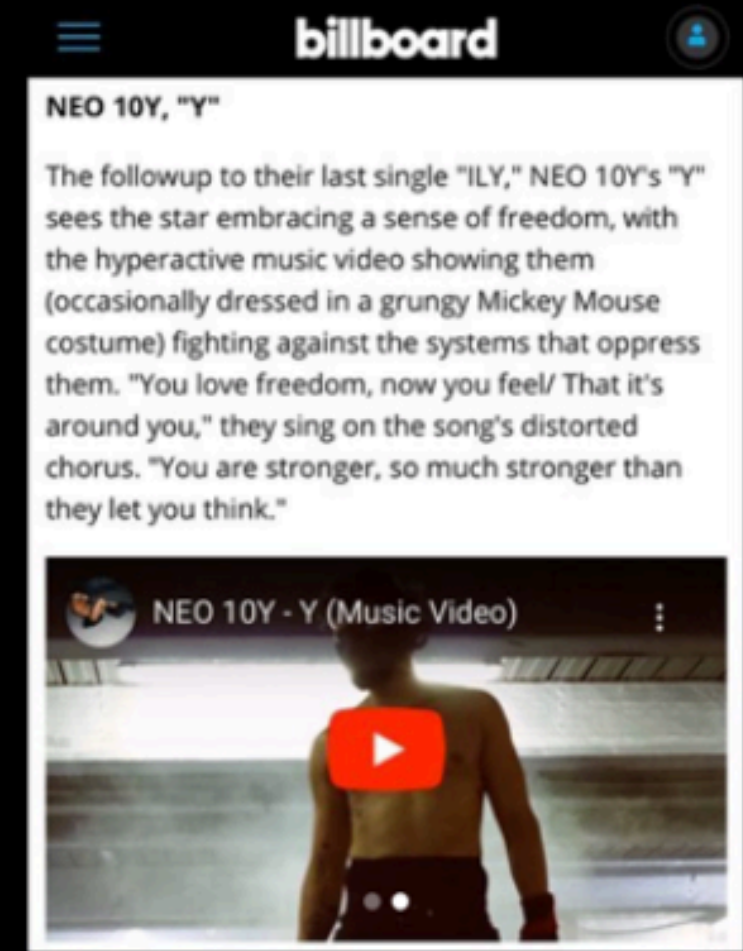 billboard
NEO 10Y, "Y"
The followup to their last single "ILY," NEO 10Y's "Y"
sees the star embracing a sense of freedom, with
the hyperactive music video showing them
(occasionally dressed in a grungy Mickey Mouse
costume) fighting against the systems that oppress
them. "You love freedom, now you feel/ That it's
around you," they sing on the song's distorted
chorus. "You are stronger, so much stronger than
they let you think."
NEO 10Y - Y (Music Video)